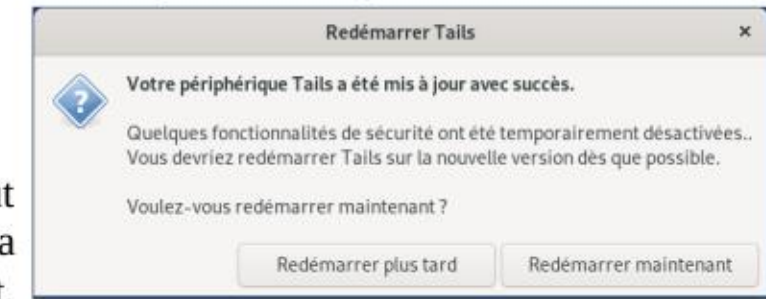 Redémarrer Tails
Votre périphérique Tails a été mis à jour avec succès.
Quelques fonctionnalités de sécurité ont été temporairement désactivées..
Vous devriez redémarrer Tails sur la nouvelle version dès que possible.
Voulez-vous redémarrer maintenant ?
Redémarrer plus tard
Redémarrer maintenant